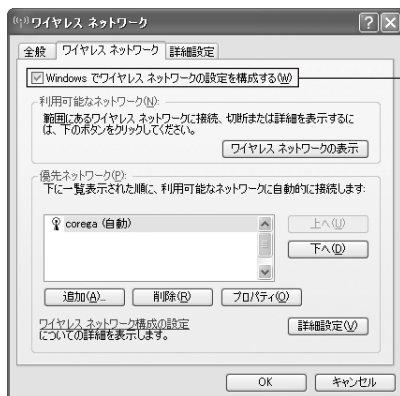 ワイヤレス ネットワーク
全般 ワイヤレス ネットワーク 詳細設定
Windows でワイヤレス ネットワークの設定を構成する(W)
利用可能なネットワーク(N):
範囲にあるワイヤレス ネットワークに接続、切断または詳細を表示するに
は、下のボタンをクリックしてください。
ワイヤレス ネットワークの表示
優先ネットワーク(P):
下に一覧表示された順に、利用可能なネットワークに自動的に接続します:
corega (自動)
上へ(U)
下へ(D)
追加(A)... 削除(R) プロパティ(O)
ワイヤレス ネットワーク構成の設定
についての詳細を表示します。
詳細設定(V)
OK キャンセル